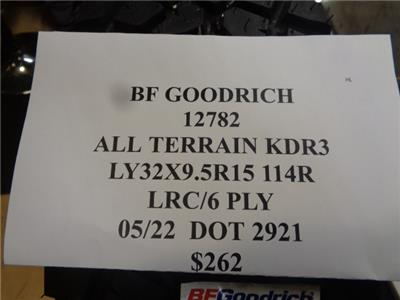 BF GOODRICH
12782
ALL TERRAIN KDR3
LY32X9.5R15 114R
LRC/6 PLY
05/22 DOT 2921
$262
BFGoodrich